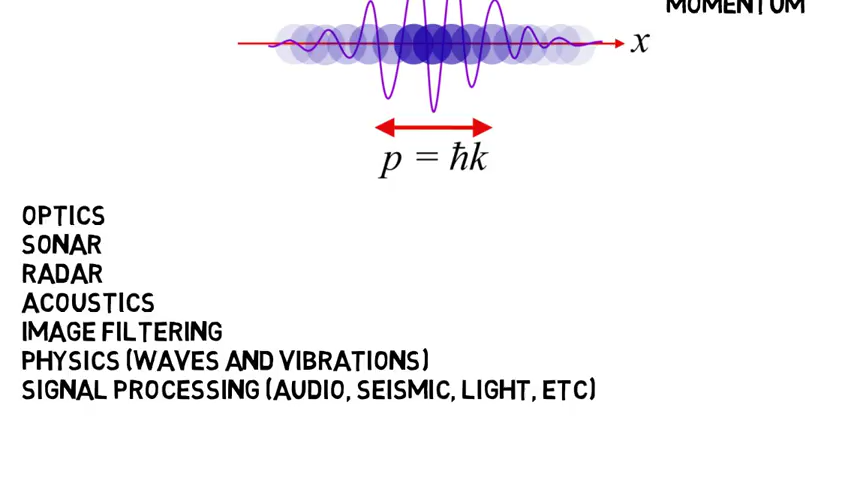 MOMENTUM
x
p = ħk
OPTICS
SONAR
RADAR
ACOUSTICS
IMAGE FILTERING
PHYSICS (WAVES AND VIBRATIONS)
SIGNAL PROCESSING (AUDIO, SEISMIC, LIGHT, ETC)